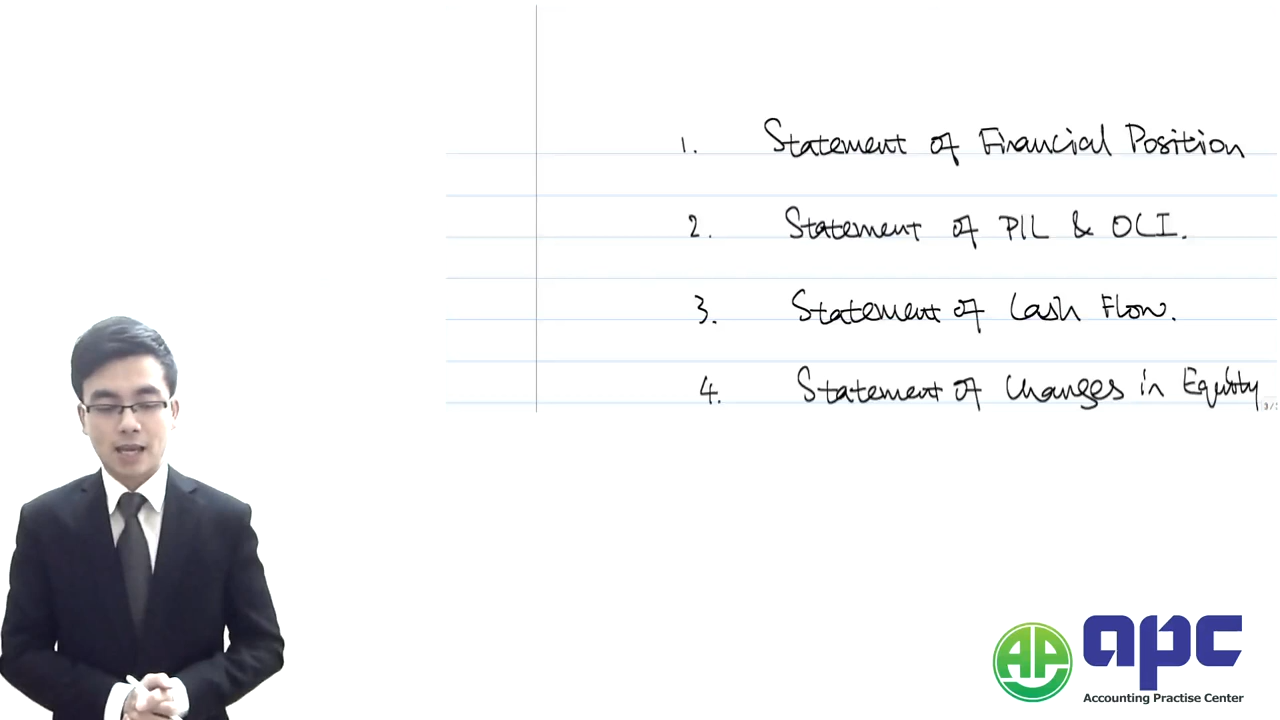 1. Statement of Financial Position
2. Statement of P/L & OCI.
3. Statement of Cash Flow.
4. Statement of Changes in Equity
AP
apc
Accounting Practise Center